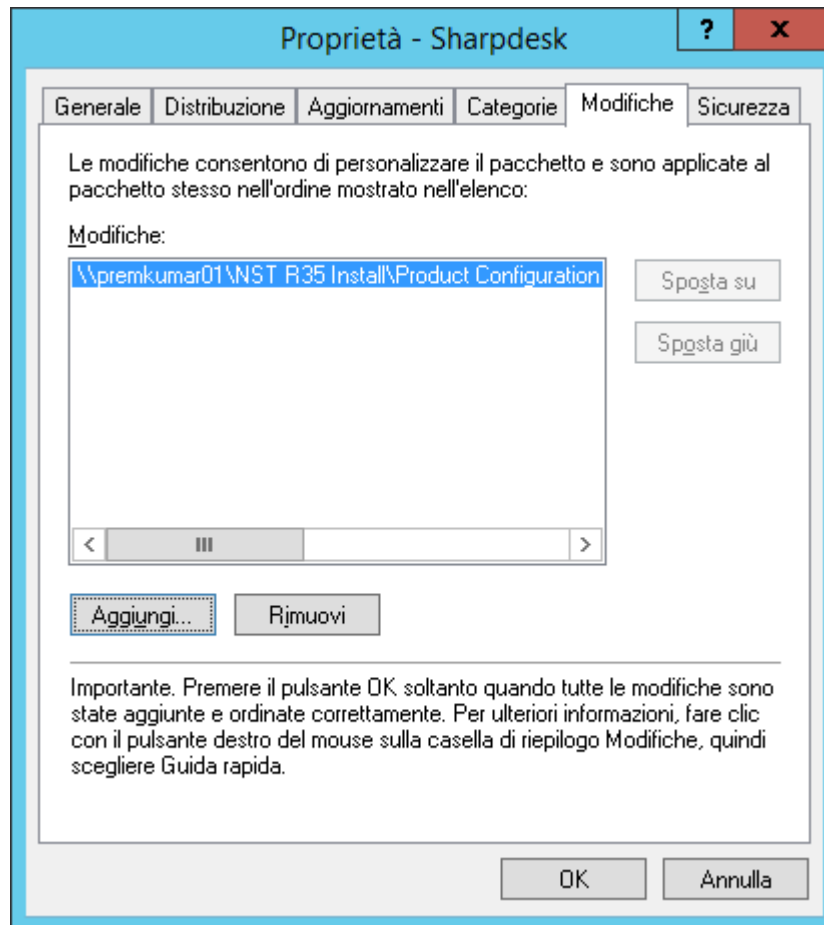 Proprietà - Sharpdesk
?
x
Generale Distribuzione Aggiornamenti Categorie Modifiche Sicurezza
Le modifiche consentono di personalizzare il pacchetto e sono applicate al
pacchetto stesso nell'ordine mostrato nell'elenco:
Modifiche:
\\premkumar01\NST R35 Install\Product Configuration
Sposta su
Sposta giù
Aggiungi...
Rimuovi
Importante. Premere il pulsante OK soltanto quando tutte le modifiche sono
state aggiunte e ordinate correttamente. Per ulteriori informazioni, fare clic
con il pulsante destro del mouse sulla casella di riepilogo Modifiche, quindi
scegliere Guida rapida.
OK
Annulla